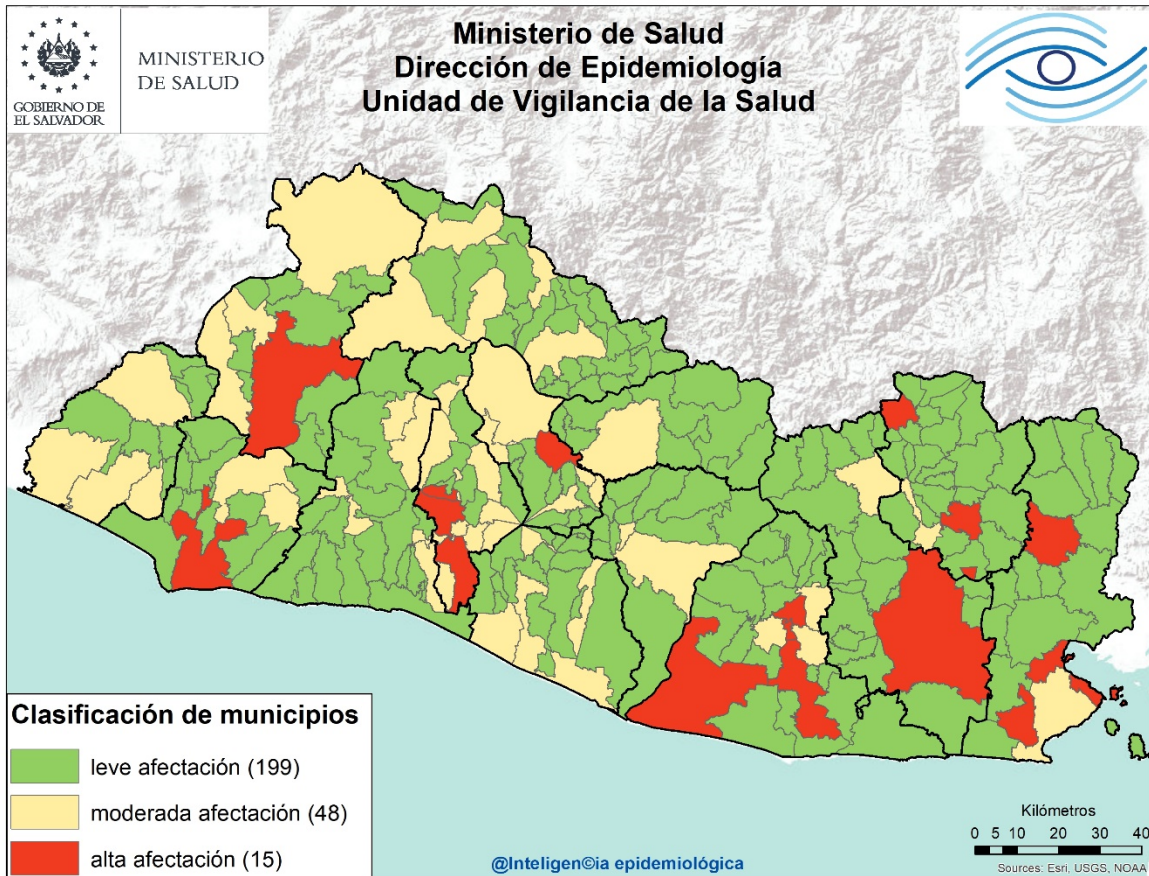 GOBIERNO DE
EL SALVADOR
MINISTERIO
DE SALUD
Ministerio de Salud
Dirección de Epidemiología
Unidad de Vigilancia de la Salud
Clasificación de municipios
leve afectación (199)
moderada afectación (48)
alta afectación (15)
@Inteligen©ia epidemiológica
Kilómetros
0 5 10 20 30 40
Sources: Esri, USGS, NOAA